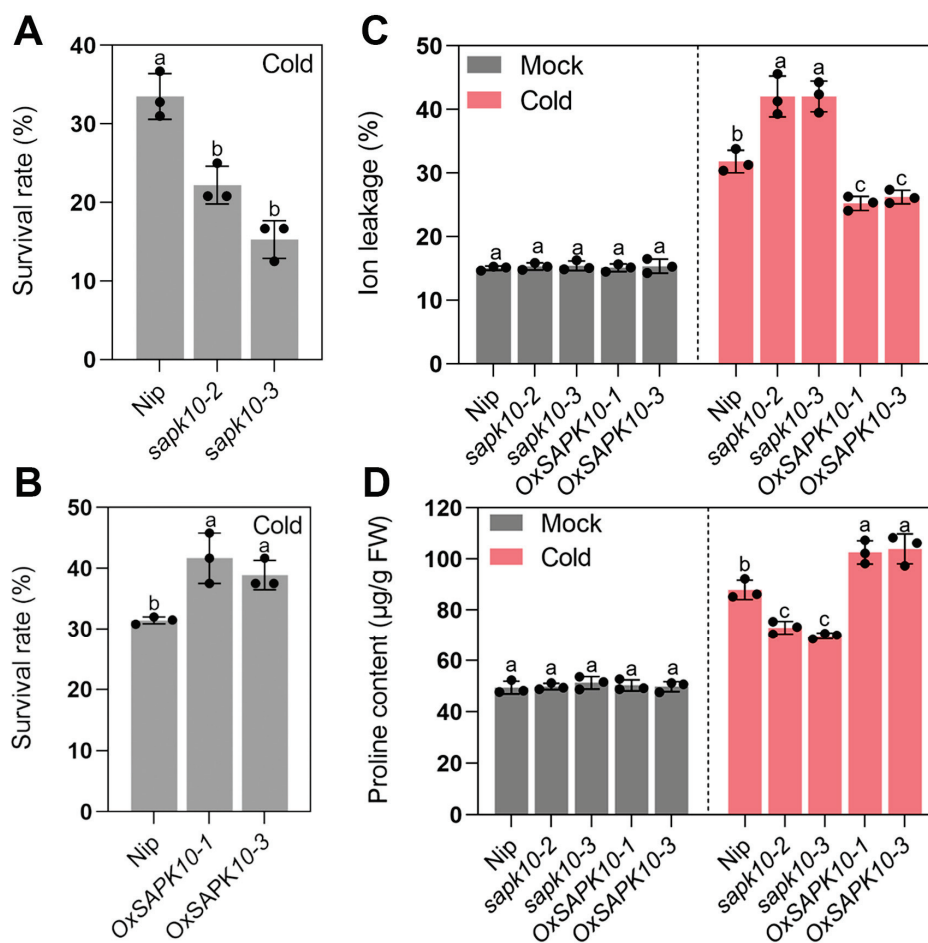 A
Cold
Survival rate (%)
40
30
20
10
0
a
b
b
Nip
sapk10-2
sapk10-3
B
Cold
Survival rate (%)
50
40
30
20
10
0
b
a
a
Nip
OxSAPK10-1
OxSAPK10-3
C
Mock
Cold
Ion leakage (%)
50
40
30
20
10
0
a
a
a
a
a
b
a
a
c
c
Nip
sapk10-2
sapk10-3
OxSAPK10-1
OxSAPK10-3
Nip
sapk10-2
sapk10-3
OxSAPK10-1
OxSAPK10-3
D
Mock
Cold
Proline content (µg/g FW)
120
100
80
60
40
20
0
a
a
a
a
a
b
c
c
a
a
Nip
sapk10-2
sapk10-3
OxSAPK10-1
OxSAPK10-3
Nip
sapk10-2
sapk10-3
OxSAPK10-1
OxSAPK10-3